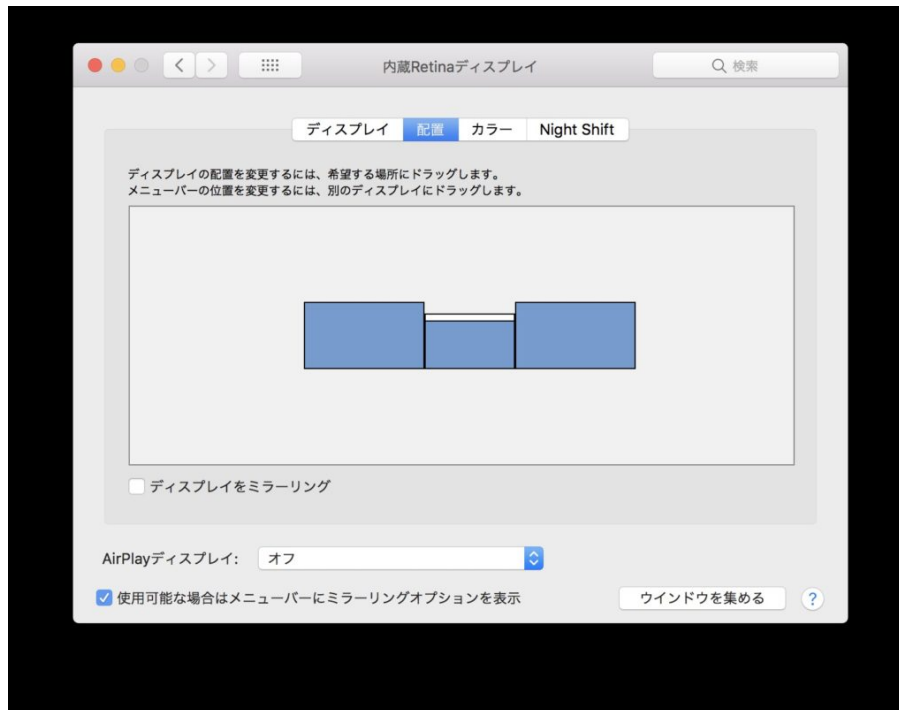 内蔵Retinaディスプレイ
検索
ディスプレイ
配置
カラー
Night Shift
ディスプレイの配置を変更するには、希望する場所にドラッグします。
メニューバーの位置を変更するには、別のディスプレイにドラッグします。
ディスプレイをミラーリング
AirPlayディスプレイ:
オフ
使用可能な場合はメニューバーにミラーリングオプションを表示
ウインドウを集める
?